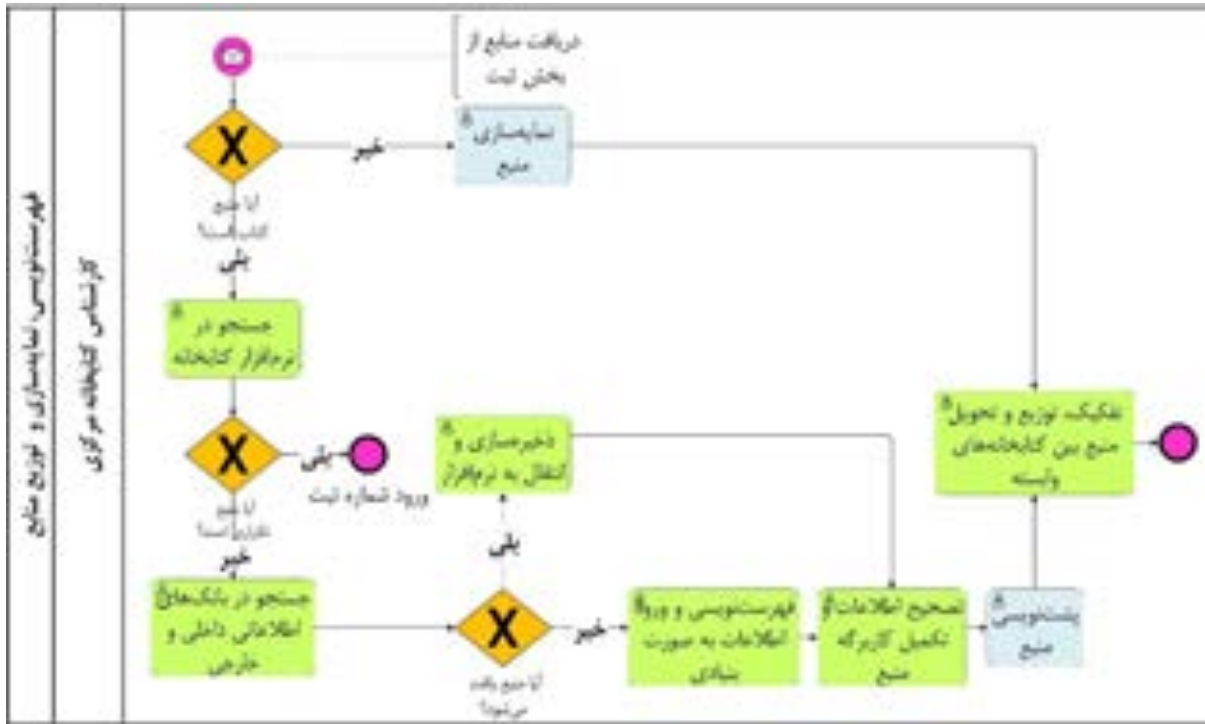 فهرست‌نویسی، نمایه‌سازی و توزیع منابع
کارشناس کتابخانه مرکزی
دریافت منابع از
بخش ثبت
خیر
نمایه‌سازی
منبع
آیا منبع
کتاب است؟
بلی
جستجو در
نرم‌افزار کتابخانه
بلی
ورود شماره ثبت
آیا منبع
تکراری است؟
خیر
جستجو در بانک‌های
اطلاعاتی داخلی و
خارجی
آیا منبع یافت
می‌شود؟
بلی
ذخیره‌سازی و
انتقال به نرم‌افزار
خیر
فهرست‌نویسی و ورود
اطلاعات به صورت
بنیادی
تصحیح اطلاعات و
تکمیل کاربرگه
منبع
پشت‌نویسی
منبع
تفکیک، توزیع و تحویل
منبع بین کتابخانه‌های
وابسته